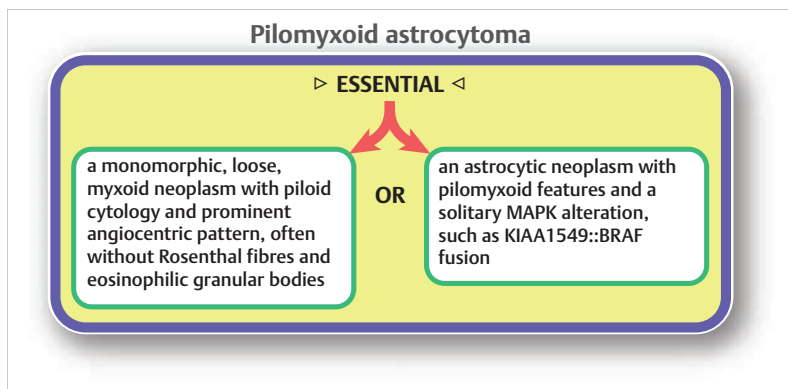 Pilomyxoid astrocytoma
▷ ESSENTIAL ◁
a monomorphic, loose,
myxoid neoplasm with piloid
cytology and prominent
angiocentric pattern, often
without Rosenthal fibres and
eosinophilic granular bodies
OR
an astrocytic neoplasm with
pilomyxoid features and a
solitary MAPK alteration,
such as KIAA1549::BRAF
fusion